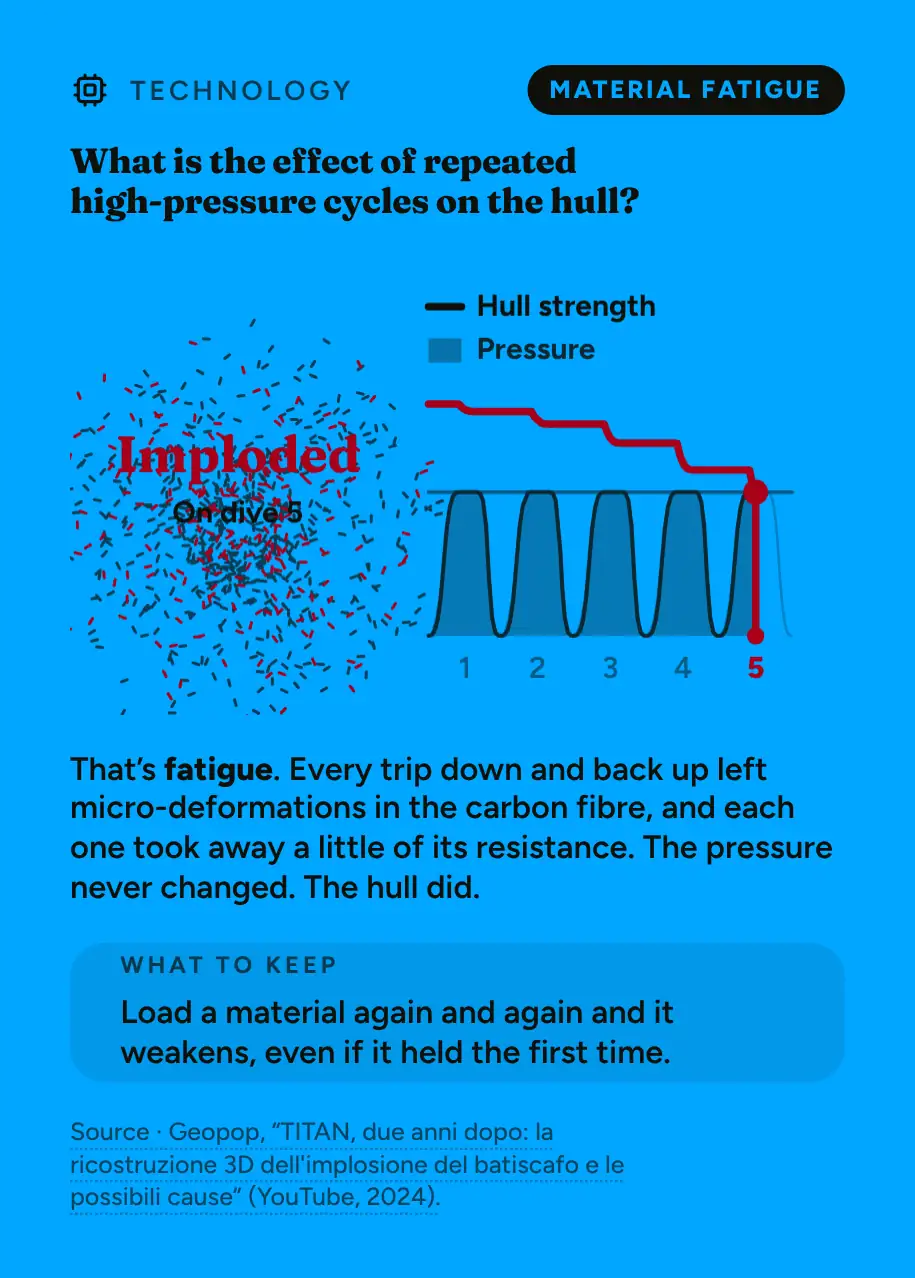 TECHNOLOGY
MATERIAL FATIGUE
What is the effect of repeated
high-pressure cycles on the hull?
Hull strength
Pressure
Imploded
On dive 5
1 2 3 4 5
That's fatigue. Every trip down and back up left
micro-deformations in the carbon fibre, and each
one took away a little of its resistance. The pressure
never changed. The hull did.
WHAT TO KEEP
Load a material again and again and it
weakens, even if it held the first time.
Source · Geopop, “TITAN, due anni dopo: la
ricostruzione 3D dell'implosione del batiscafo e le
possibili cause” (YouTube, 2024).